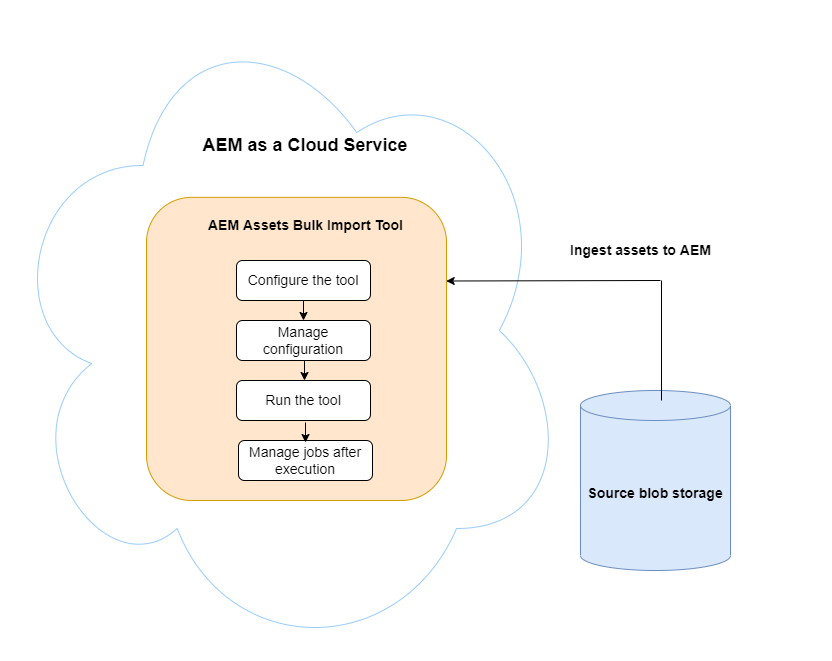 AEM as a Cloud Service
AEM Assets Bulk Import Tool
Configure the tool
Manage
configuration
Run the tool
Manage jobs after
execution
Ingest assets to AEM
Source blob storage